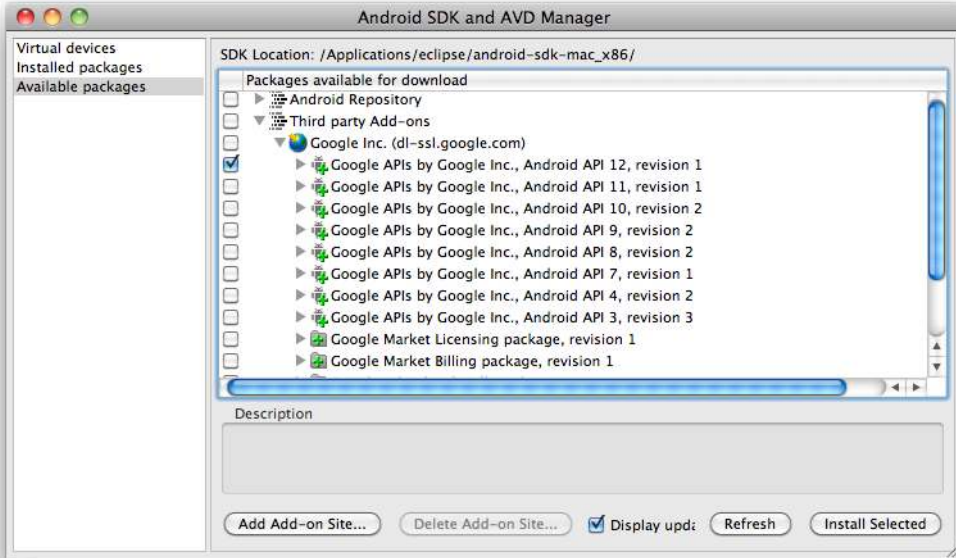 Android SDK and AVD Manager
Virtual devices
Installed packages
Available packages
SDK Location: /Applications/eclipse/android-sdk-mac_x86/
Packages available for download
Android Repository
Third party Add-ons
Google Inc. (dl-ssl.google.com)
Google APIs by Google Inc., Android API 12, revision 1
Google APIs by Google Inc., Android API 11, revision 1
Google APIs by Google Inc., Android API 10, revision 2
Google APIs by Google Inc., Android API 9, revision 2
Google APIs by Google Inc., Android API 8, revision 2
Google APIs by Google Inc., Android API 7, revision 1
Google APIs by Google Inc., Android API 4, revision 2
Google APIs by Google Inc., Android API 3, revision 3
Google Market Licensing package, revision 1
Google Market Billing package, revision 1
Description
Add Add-on Site... Delete Add-on Site... Display upda Refresh Install Selected